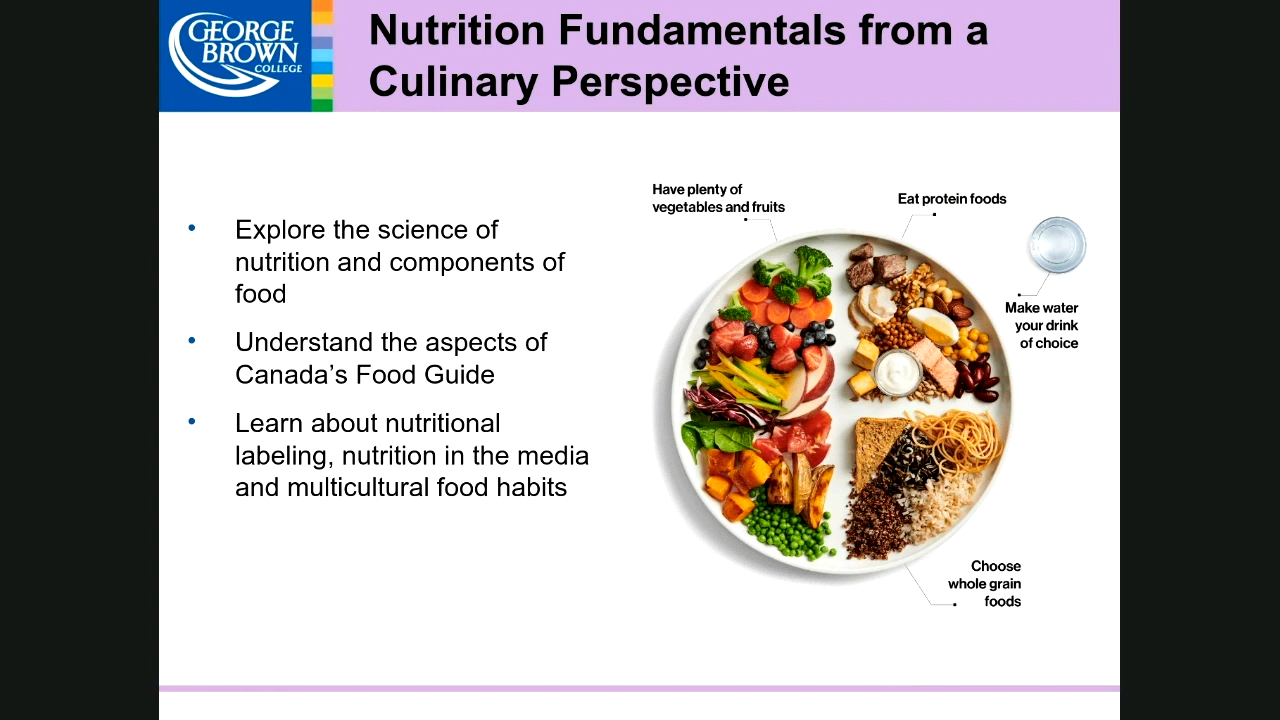 GEORGE
BROWN
COLLEGE
Nutrition Fundamentals from a
Culinary Perspective
• Explore the science of
nutrition and components of
food
• Understand the aspects of
Canada’s Food Guide
• Learn about nutritional
labeling, nutrition in the media
and multicultural food habits
Have plenty of
vegetables and fruits
Eat protein foods
Make water
your drink
of choice
Choose
whole grain
foods